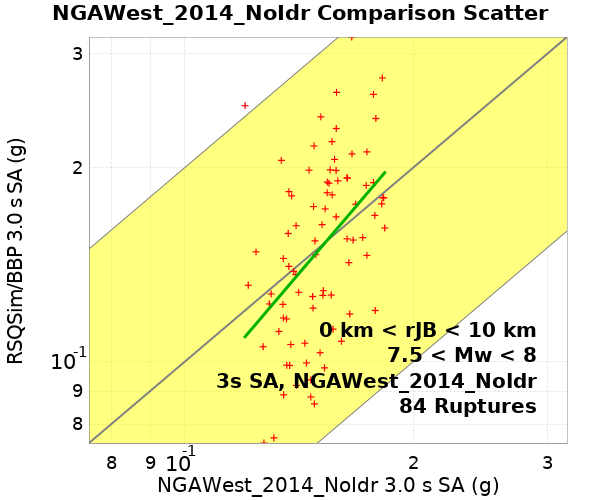 NGAWest_2014_NoIdr Comparison Scatter
RSQSim/BBP 3.0 s SA (g)
3
2
10-1
9
8
0 km < rJB < 10 km
7.5 < Mw < 8
3s SA, NGAWest_2014_NoIdr
84 Ruptures
8 9 10-1 2 3
NGAWest_2014_NoIdr 3.0 s SA (g)